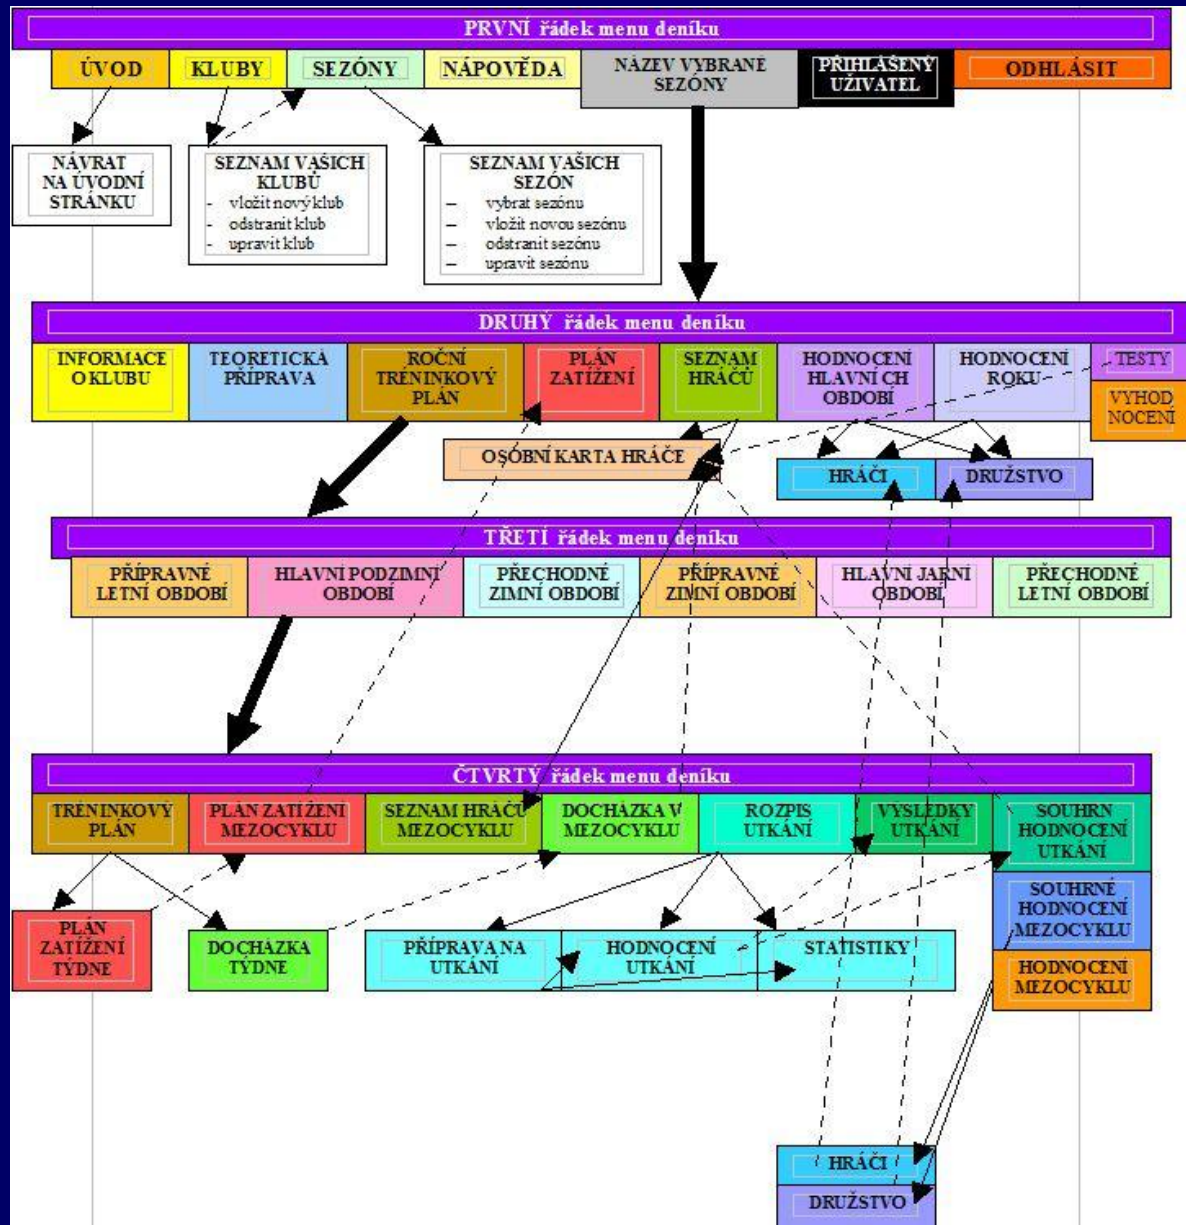 PRVNÍ řádek menu deníku
ÚVOD
KLUBY
SEZÓNY
NÁPOVĚDA
NÁZEV VYBRANÉ
SEZÓNY
PŘIHLÁŠENÝ
UŽIVATEL
ODHLÁSIT
NÁVRAT
NA ÚVODNÍ
STRÁNKU
SEZNAM VAŠICH
KLUBŮ
- vložit nový klub
- odstranit klub
- upravit klub
SEZNAM VAŠICH
SEZÓN
– vybrat sezónu
– vložit novou sezónu
– odstranit sezónu
– upravit sezónu
DRUHÝ řádek menu deníku
INFORMACE
O KLUBU
TEORETICKÁ
PŘÍPRAVA
ROČNÍ
TRÉNINKOVÝ
PLÁN
PLÁN
ZATÍŽENÍ
SEZNAM
HRÁČŮ
HODNOCENÍ
HLAVNÍ CH
OBDOBÍ
HODNOCENÍ
ROKU
TESTY
VYHOD
NOCENÍ
OSOBNÍ KARTA HRÁČE
HRÁČI
DRUŽSTVO
TŘETÍ řádek menu deníku
PŘÍPRAVNÉ
LETNÍ OBDOBÍ
HLAVNÍ PODZIMNÍ
OBDOBÍ
PŘECHODNÉ
ZIMNÍ OBDOBÍ
PŘÍPRAVNÉ
ZIMNÍ OBDOBÍ
HLAVNÍ JARNÍ
OBDOBÍ
PŘECHODNÉ
LETNÍ OBDOBÍ
ČTVRTÝ řádek menu deníku
TRÉNINKOVÝ
PLÁN
PLÁN ZATÍŽENÍ
MEZOCYKLU
SEZNAM HRÁČŮ
MEZOCYKLU
DOCHÁZKA V
MEZOCYKLU
ROZPIS
UTKÁNÍ
VÝSLEDKY
UTKÁNÍ
SOUHRN
HODNOCENÍ
UTKÁNÍ
SOUHRNÉ
HODNOCENÍ
MEZOCYKLU
HODNOCENÍ
MEZOCYKLU
PLÁN
ZATÍŽENÍ
TÝDNE
DOCHÁZKA
TÝDNE
PŘÍPRAVA NA
UTKÁNÍ
HODNOCENÍ
UTKÁNÍ
STATISTIKY
HRÁČI
DRUŽSTVO